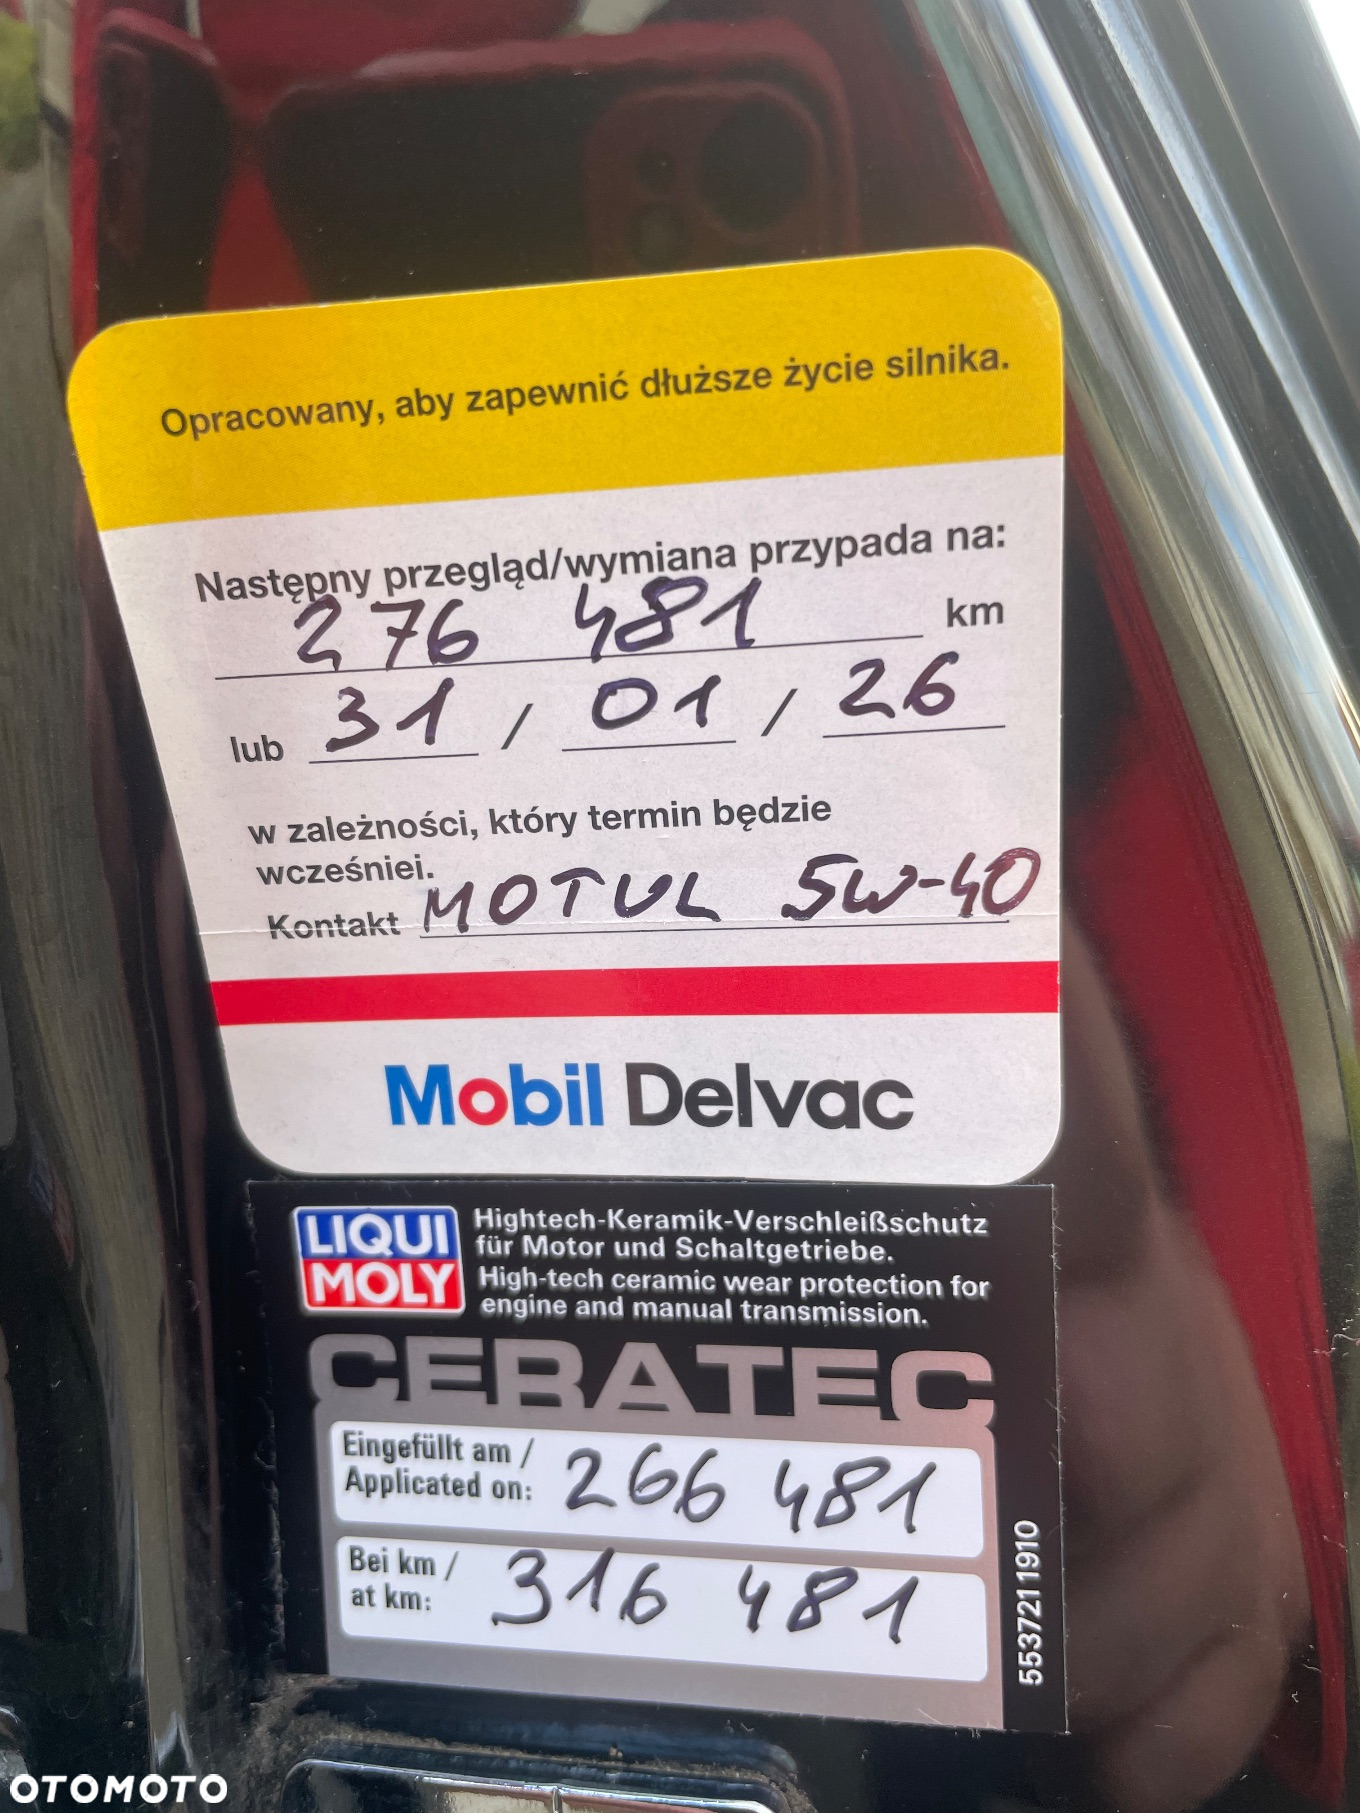 Opracowany, aby zapewnić dłuższe życie silnika.
Następny przegląd/wymiana przypada na:
276 481 km
lub 31 / 01 / 26
w zależności, który termin będzie
wcześniej.
Kontakt MOTUL 5W-40
Mobil Delvac
LIQUI
MOLY
Hightech-Keramik-Verschleißschutz
für Motor und Schaltgetriebe.
High-tech ceramic wear protection for
engine and manual transmission.
CERATEC
Eingefüllt am /
Applicated on: 266 481
Bei km /
at km: 316 481
5537211910
OTOMOTO